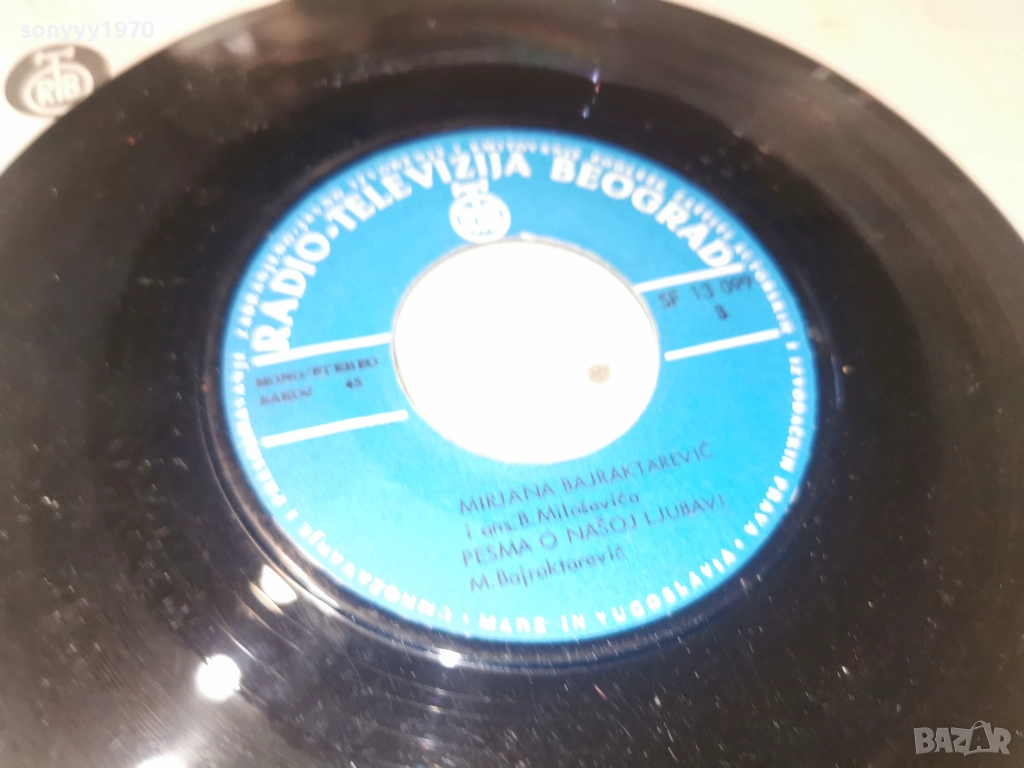 sonyyy1970
RTB
RADIO-TELEVIZIJA BEOGRAD
SF 13 099
B
MONO/STEREO
45
MIRJANA BAJRAKTAREVIĆ
i ans. B. Miloševića
PESMA O NAŠOJ LJUBAVI
M. Bajraktarević
MADE IN YUGOSLAVIA
BAZAR